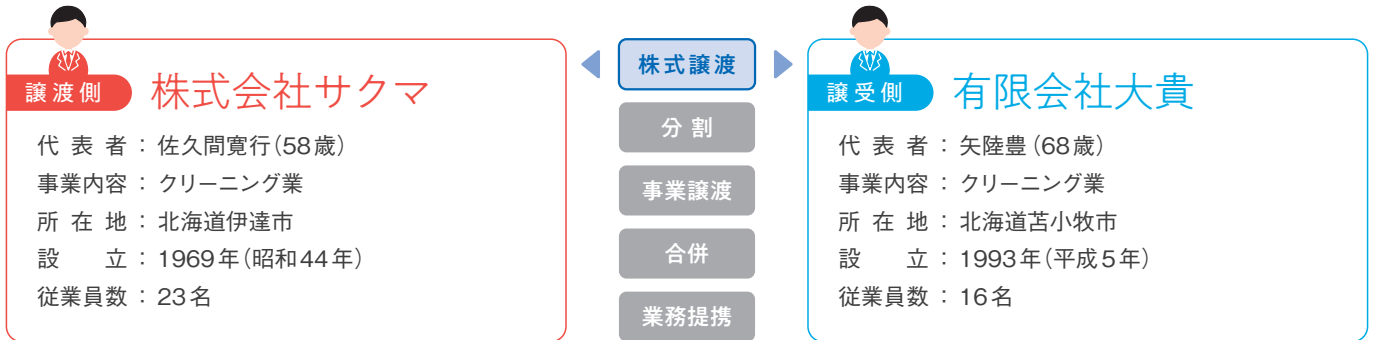 譲渡側
株式会社サクマ
代表者：佐久間寛行（58歳）
事業内容：クリーニング業
所在地：北海道伊達市
設立：1969年（昭和44年）
従業員数：23名
株式譲渡
分割
事業譲渡
合併
業務提携
譲受側
有限会社大貴
代表者：矢陸豊（68歳）
事業内容：クリーニング業
所在地：北海道苫小牧市
設立：1993年（平成5年）
従業員数：16名